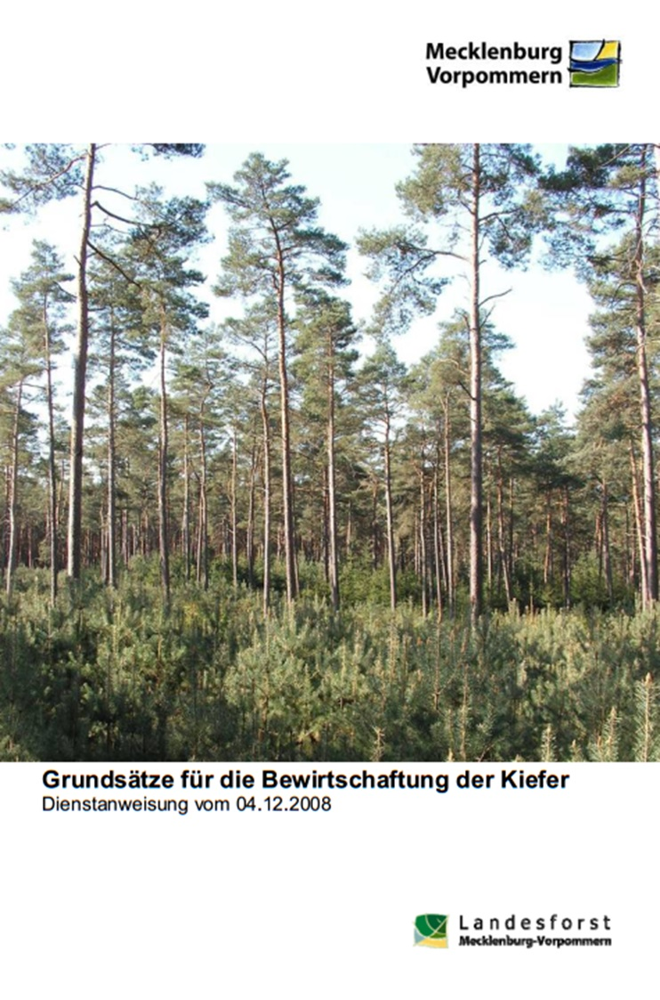 Mecklenburg
Vorpommern
Grundsätze für die Bewirtschaftung der Kiefer
Dienstanweisung vom 04.12.2008
Landesforst
Mecklenburg-Vorpommern